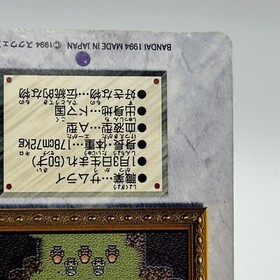 ●職業…サムライ
●1月3日生まれ(50才)
●身長・体重…178cm72kg
●血液型…A型
●出身地…ドマ国
●好きな物…伝統的な物
BANDAI 1994 MADE IN JAPAN ©1994 スクウェ